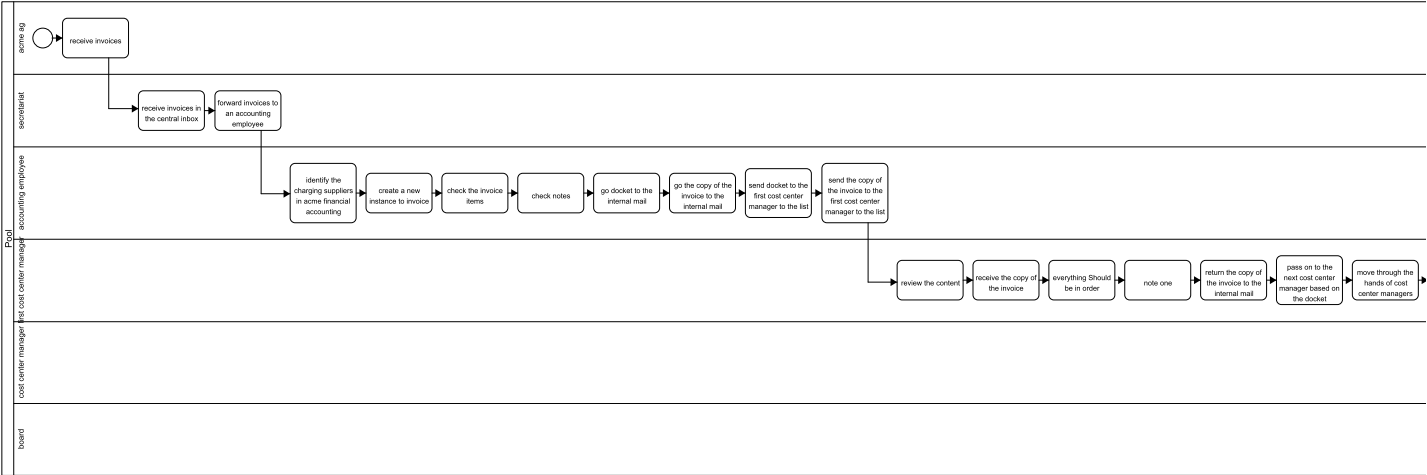 Pool
acme ag
receive invoices
secretariat
receive invoices in
the central inbox
forward invoices to
an accounting
employee
accounting employee
identify the
charging suppliers
in acme financial
accounting
create a new
instance to invoice
check the invoice
items
check notes
go docket to the
internal mail
go the copy of the
invoice to the
internal mail
send docket to the
first cost center
manager to the list
send the copy of
the invoice to the
first cost center
manager to the list
first cost center manager
review the content
receive the copy of
the invoice
everything Should
be in order
note one
return the copy of
the invoice to the
internal mail
pass on to the
next cost center
manager based on
the docket
move through the
hands of cost
center managers
cost center manager
board